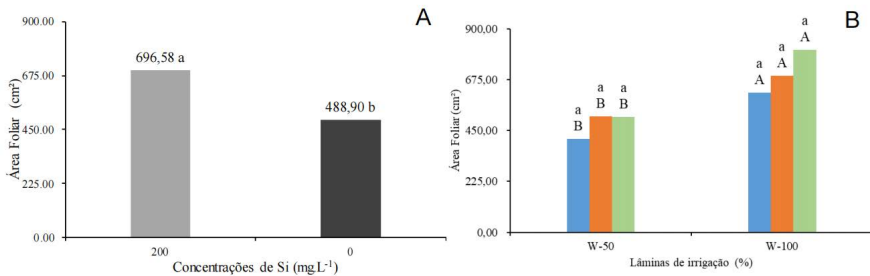 A
900,00
675,00
450,00
225,00
0.00
Área Foliar (cm²)
696,58 a
488,90 b
200
0
Concentrações de Si (mg.L⁻¹)
B
900,00
675,00
450,00
225,00
0,00
Área Foliar (cm²)
a
B
a
B
a
B
a
A
a
A
a
A
W-50
W-100
Lâminas de irrigação (%)